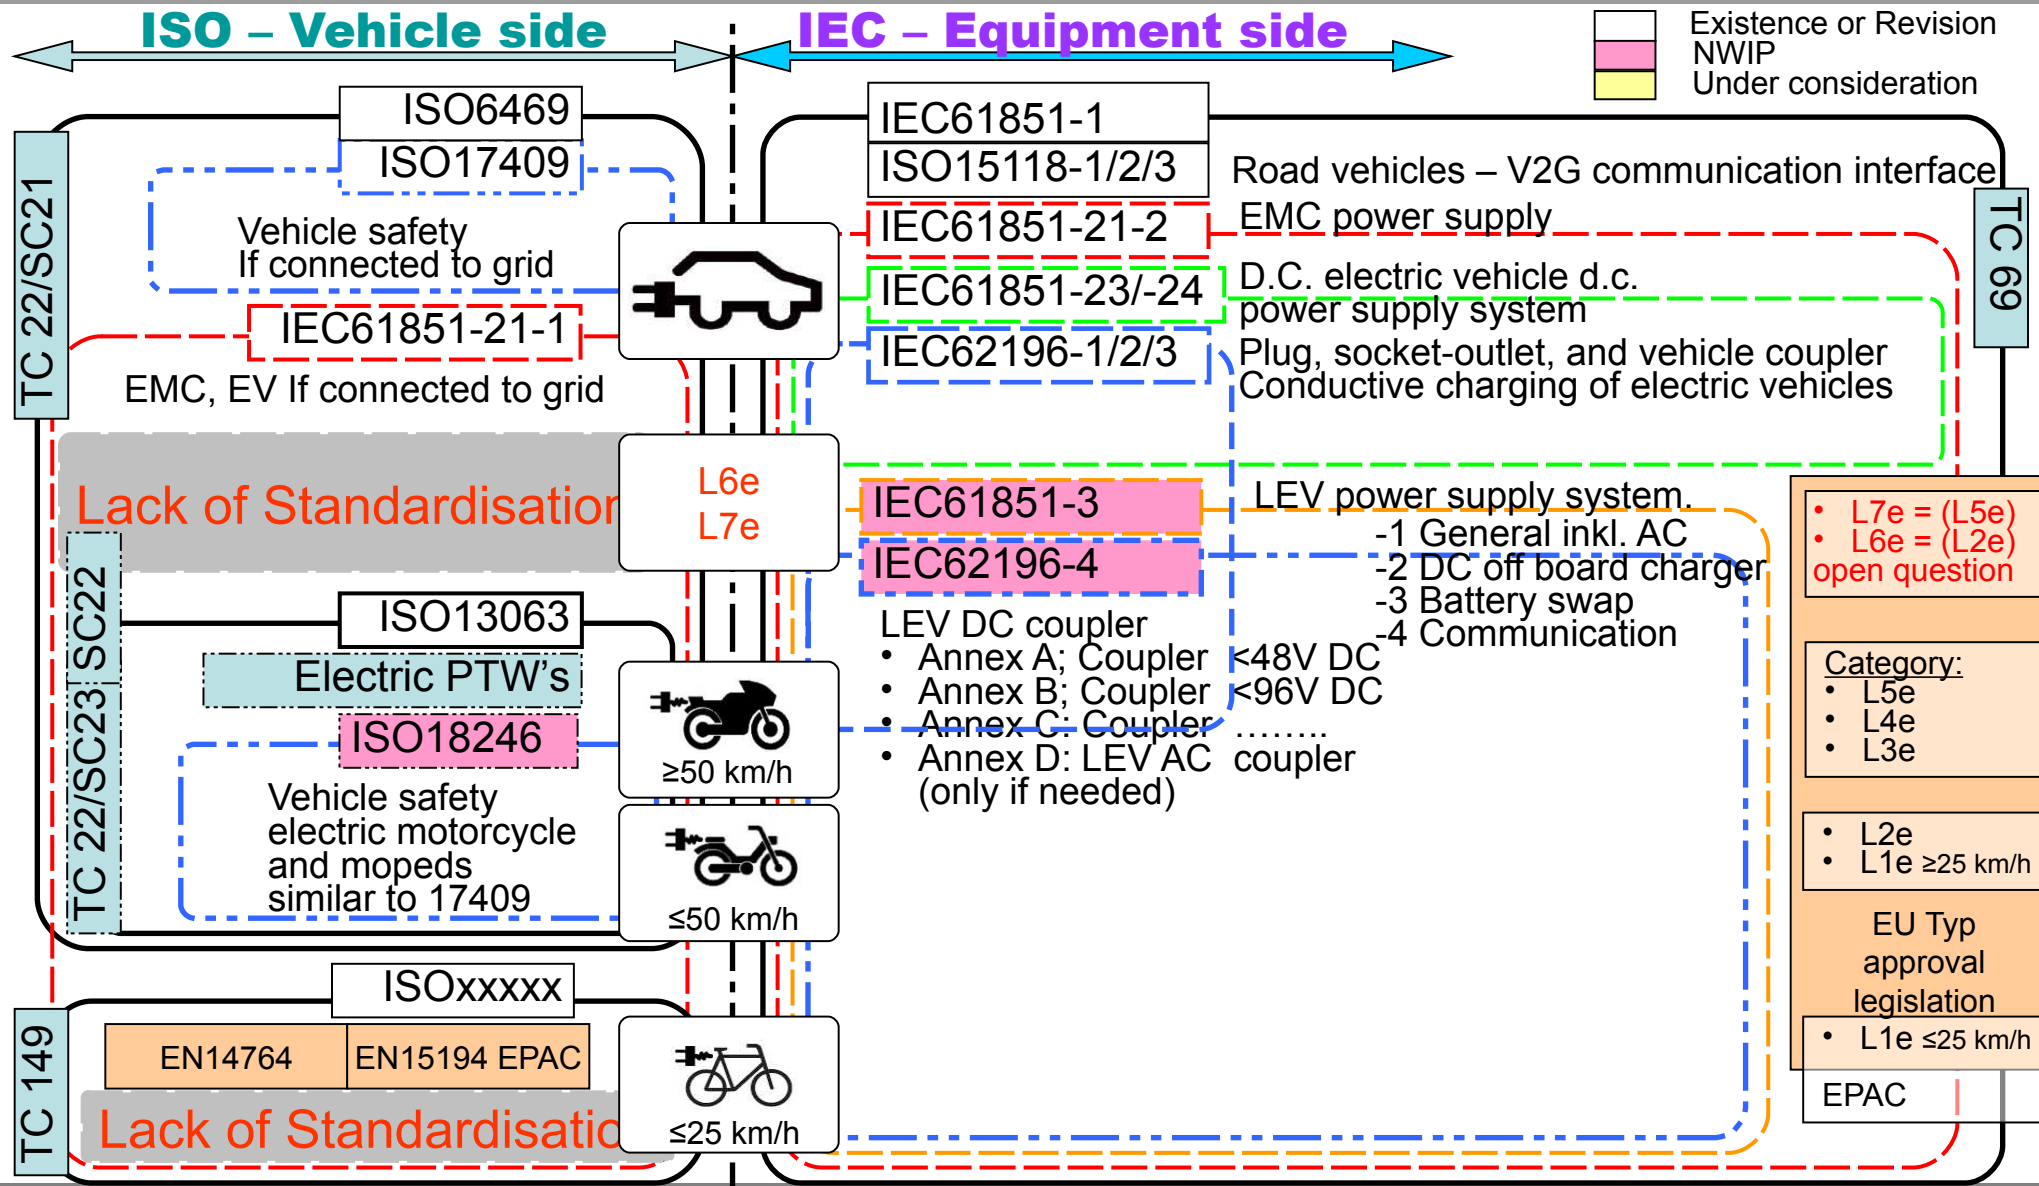 ISO – Vehicle side
IEC – Equipment side
Existence or Revision
NWIP
Under consideration
TC 22/SC21
ISO6469
ISO17409
Vehicle safety
If connected to grid
IEC61851-21-1
EMC, EV If connected to grid
Lack of Standardisation
L6e
L7e
TC 22/SC23 SC22
ISO13063
Electric PTW's
ISO18246
Vehicle safety
electric motorcycle
and mopeds
similar to 17409
≥50 km/h
≤50 km/h
TC 149
ISOxxxxx
EN14764
EN15194 EPAC
Lack of Standardisatio
≤25 km/h
IEC61851-1
ISO15118-1/2/3
Road vehicles – V2G communication interface
IEC61851-21-2
EMC power supply
IEC61851-23/-24
D.C. electric vehicle d.c.
power supply system
IEC62196-1/2/3
Plug, socket-outlet, and vehicle coupler
Conductive charging of electric vehicles
TC 69
IEC61851-3
LEV power supply system.
-1 General inkl. AC
-2 DC off board charger
-3 Battery swap
-4 Communication
IEC62196-4
LEV DC coupler
• Annex A; Coupler <48V DC
• Annex B; Coupler <96V DC
• Annex C: Coupler ........
• Annex D: LEV AC coupler
(only if needed)
• L7e = (L5e)
• L6e = (L2e)
open question
Category:
• L5e
• L4e
• L3e
• L2e
• L1e ≥25 km/h
EU Typ
approval
legislation
• L1e ≤25 km/h
EPAC